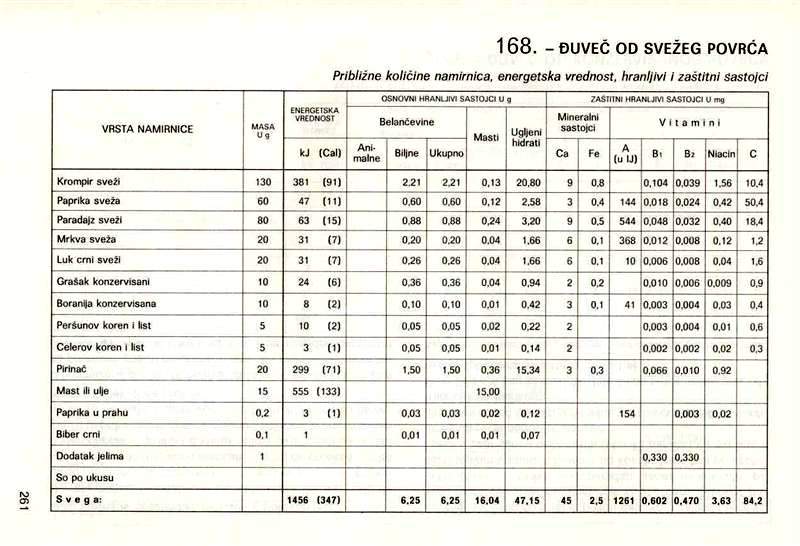 168. – ĐUVEČ OD SVEŽEG POVRĆA
Približne količine namirnica, energetska vrednost, hranljivi i zaštitni sastojci
VRSTA NAMIRNICE MASA U g ENERGETSKA VREDNOST OSNOVNI HRANLJIVI SASTOJCI U g ZAŠTITNI HRANLJIVI SASTOJCI U mg
Belančevine Masti Ugljeni hidrati Mineralni sastojci Vitamini
kJ (Cal) Ani-malne Biljne Ukupno Ca Fe A (u IJ) B1 B2 Niacin C
Krompir sveži 130 381 (91) 2,21 2,21 0,13 20,80 9 0,8 0,104 0,039 1,56 10,4
Paprika sveža 60 47 (11) 0,60 0,60 0,12 2,58 3 0,4 144 0,018 0,024 0,42 50,4
Paradajz sveži 80 63 (15) 0,88 0,88 0,24 3,20 9 0,5 544 0,048 0,032 0,40 18,4
Mrkva sveža 20 31 (7) 0,20 0,20 0,04 1,66 6 0,1 368 0,012 0,008 0,12 1,2
Luk crni sveži 20 31 (7) 0,26 0,26 0,04 1,66 6 0,1 10 0,006 0,008 0,04 1,6
Grašak konzervisani 10 24 (6) 0,36 0,36 0,04 0,94 2 0,2 0,010 0,006 0,009 0,9
Boranija konzervisana 10 8 (2) 0,10 0,10 0,01 0,42 3 0,1 41 0,003 0,004 0,03 0,4
Peršunov koren i list 5 10 (2) 0,05 0,05 0,02 0,22 2 0,003 0,004 0,01 0,6
Celerov koren i list 5 3 (1) 0,05 0,05 0,01 0,14 2 0,002 0,002 0,02 0,3
Pirinač 20 299 (71) 1,50 1,50 0,36 15,34 3 0,3 0,066 0,010 0,92
Mast ili ulje 15 555 (133) 15,00
Paprika u prahu 0,2 3 (1) 0,03 0,03 0,02 0,12 154 0,003 0,02
Biber crni 0,1 1 0,01 0,01 0,01 0,07
Dodatak jelima 1 0,330 0,330
So po ukusu
Svega: 1456 (347) 6,25 6,25 16,04 47,15 45 2,5 1261 0,602 0,470 3,63 84,2
261